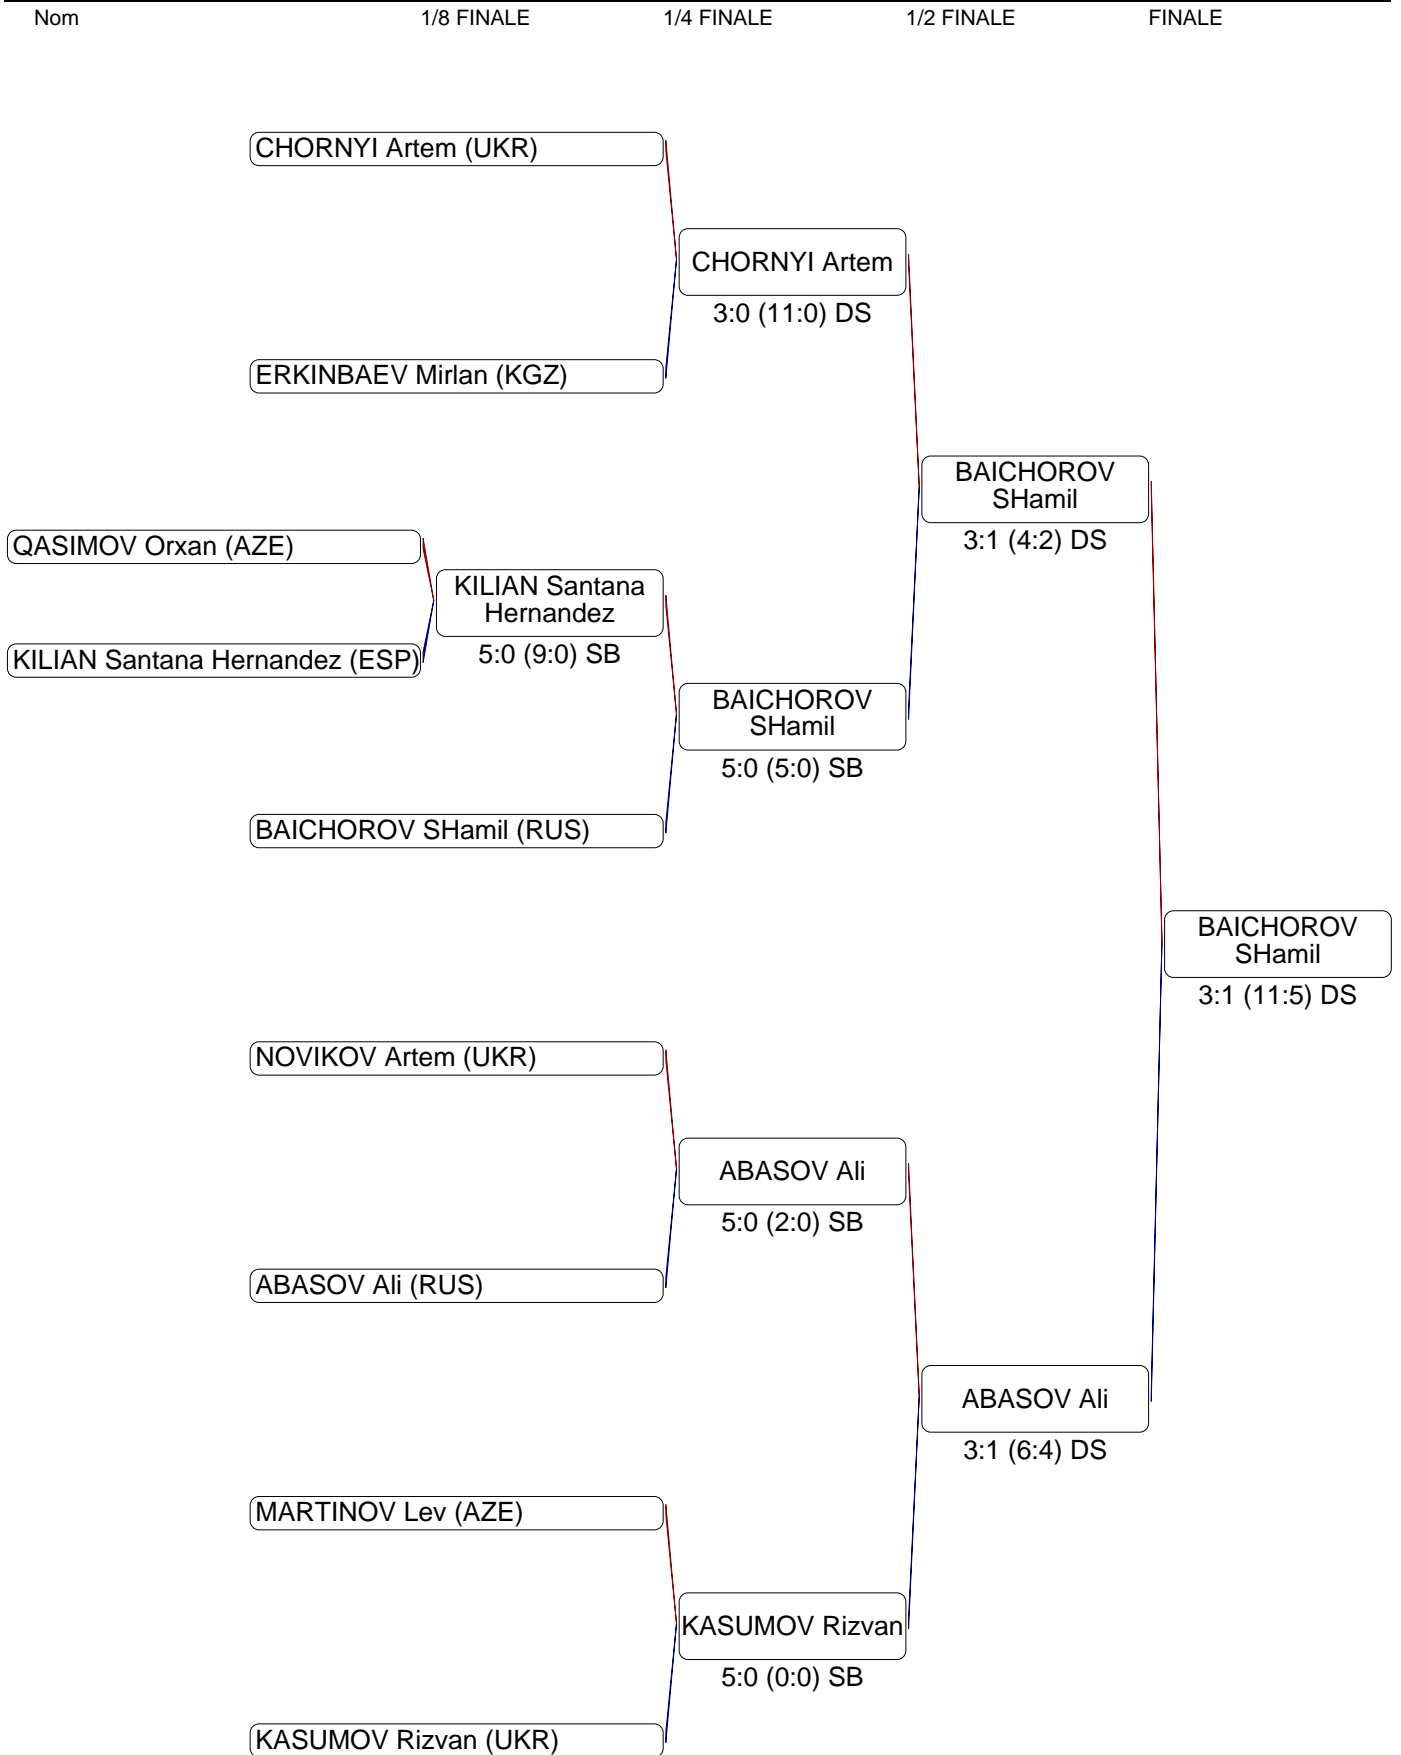 Nom 1/8 FINALE 1/4 FINALE 1/2 FINALE FINALE
CHORNYI Artem (UKR)
CHORNYI Artem
3:0 (11:0) DS
ERKINBAEV Mirlan (KGZ)
BAICHOROV
SHamil
3:1 (4:2) DS
QASIMOV Orxan (AZE)
KILIAN Santana
Hernandez
5:0 (9:0) SB
KILIAN Santana Hernandez (ESP)
BAICHOROV
SHamil
5:0 (5:0) SB
BAICHOROV SHamil (RUS)
BAICHOROV
SHamil
3:1 (11:5) DS
NOVIKOV Artem (UKR)
ABASOV Ali
5:0 (2:0) SB
ABASOV Ali (RUS)
ABASOV Ali
3:1 (6:4) DS
MARTINOV Lev (AZE)
KASUMOV Rizvan
5:0 (0:0) SB
KASUMOV Rizvan (UKR)